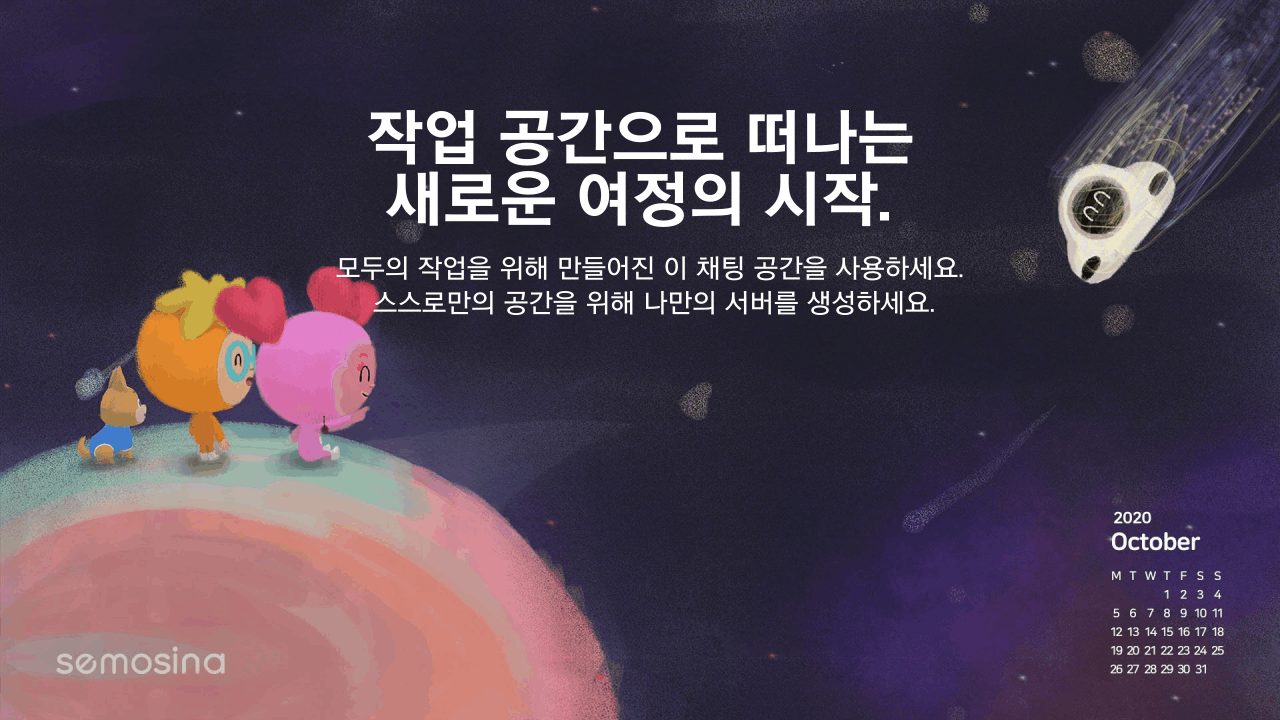 작업 공간으로 떠나는
새로운 여정의 시작.
모두의 작업을 위해 만들어진 이 채팅 공간을 사용하세요.
스스로만의 공간을 위해 나만의 서버를 생성하세요.
2020
October
M T W T F S S
1 2 3 4
5 6 7 8 9 10 11
12 13 14 15 16 17 18
19 20 21 22 23 24 25
26 27 28 29 30 31
semosina